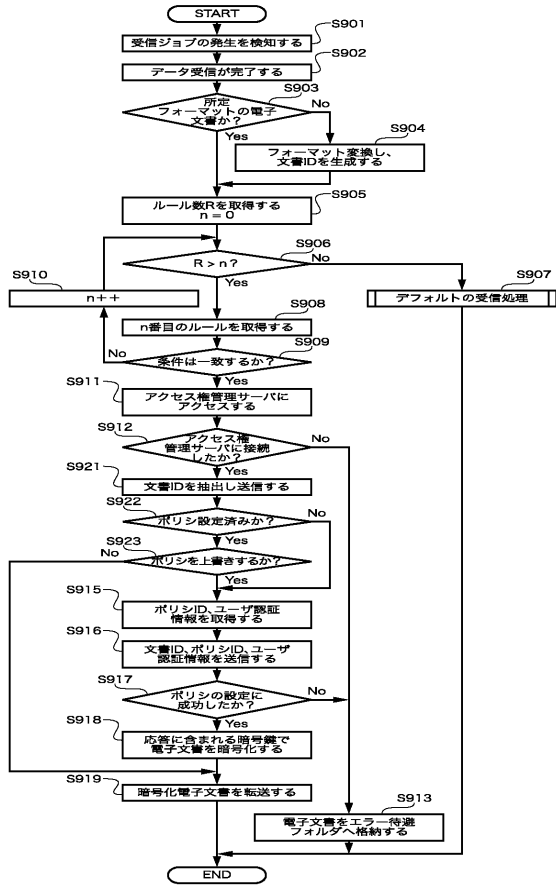 START
S901
受信ジョブの発生を検知する
S902
データ受信が完了する
S903
所定
フォーマットの電子
文書か?
No
Yes
S904
フォーマット変換し、
文書IDを生成する
S905
ルール数Rを取得する
n = 0
S906
R > n?
No
Yes
S910
n++
S907
デフォルトの受信処理
S908
n番目のルールを取得する
S909
条件は一致するか?
No
Yes
S911
アクセス権管理サーバに
アクセスする
S912
アクセス権
管理サーバに接続
したか?
No
Yes
S921
文書IDを抽出し送信する
S922
ポリシ設定済みか?
No
Yes
S923
ポリシを上書きするか?
No
Yes
S915
ポリシID、ユーザ認証
情報を取得する
S916
文書ID、ポリシID、ユーザ
認証情報を送信する
S917
ポリシの設定に
成功したか?
No
Yes
S918
応答に含まれる暗号鍵で
電子文書を暗号化する
S919
暗号化電子文書を転送する
S913
電子文書をエラー待避
フォルダへ格納する
END